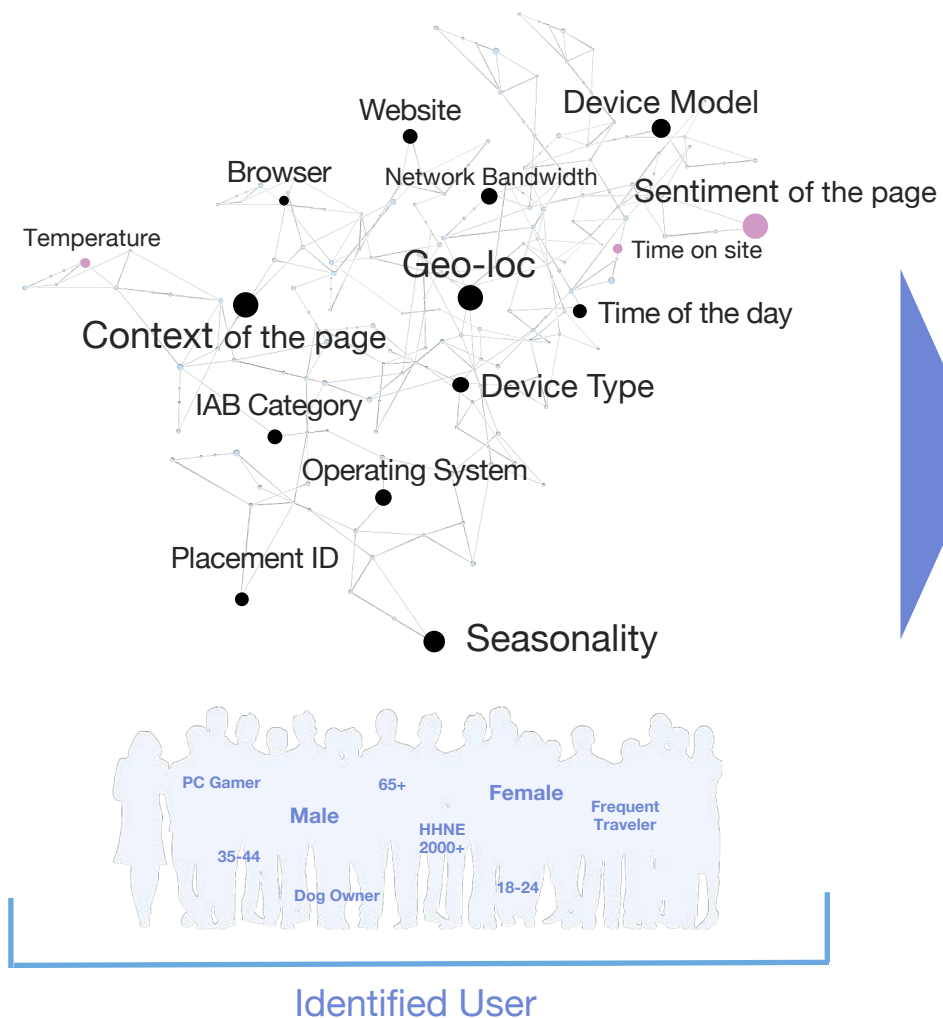 Website
Device Model
Browser
Network Bandwidth
Sentiment of the page
Temperature
Time on site
Geo-loc
Context of the page
Time of the day
Device Type
IAB Category
Operating System
Placement ID
Seasonality
PC Gamer
65+
Female
Male
Frequent
Traveler
HHNE
2000+
35-44
18-24
Dog Owner
Identified User